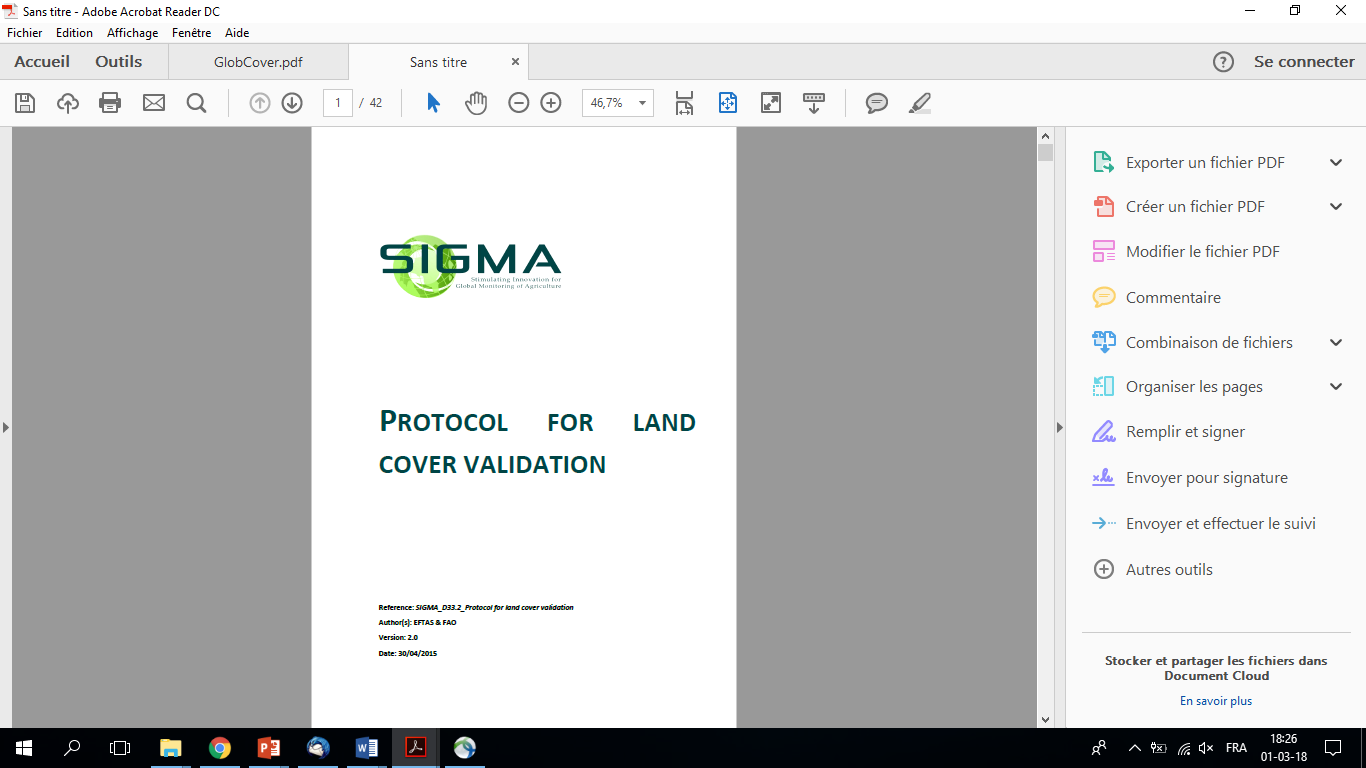 Sans titre - Adobe Acrobat Reader DC
Fichier Edition Affichage Fenêtre Aide
Accueil Outils GlobCover.pdf Sans titre × ? Se connecter
1 / 42 46,7%
SIGMA
Stimulating Innovation for
Global Monitoring of Agriculture
PROTOCOL FOR LAND
COVER VALIDATION
Reference: SIGMA_D33.2_Protocol for land cover validation
Author(s): EFTAS & FAO
Version: 2.0
Date: 30/04/2015
Exporter un fichier PDF
Créer un fichier PDF
Modifier le fichier PDF
Commentaire
Combinaison de fichiers
Organiser les pages
Remplir et signer
Envoyer pour signature
Envoyer et effectuer le suivi
Autres outils
Stocker et partager les fichiers dans
Document Cloud
En savoir plus
FRA
18:26
01-03-18